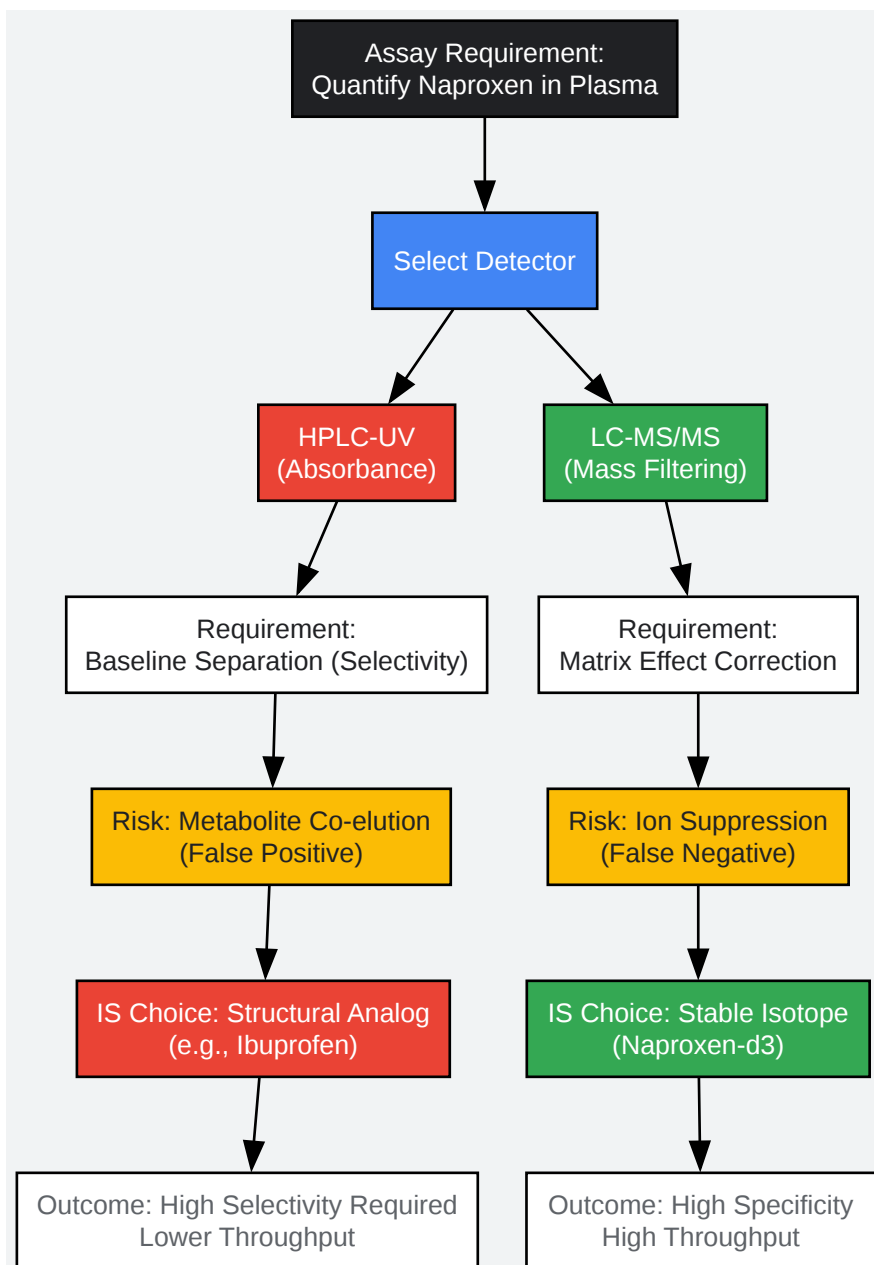 Assay Requirement:
Quantify Naproxen in Plasma
Select Detector
HPLC-UV
(Absorbance)
LC-MS/MS
(Mass Filtering)
Requirement:
Baseline Separation (Selectivity)
Requirement:
Matrix Effect Correction
Risk: Metabolite Co-elution
(False Positive)
Risk: Ion Suppression
(False Negative)
IS Choice: Structural Analog
(e.g., Ibuprofen)
IS Choice: Stable Isotope
(Naproxen-d3)
Outcome: High Selectivity Required
Lower Throughput
Outcome: High Specificity
High Throughput